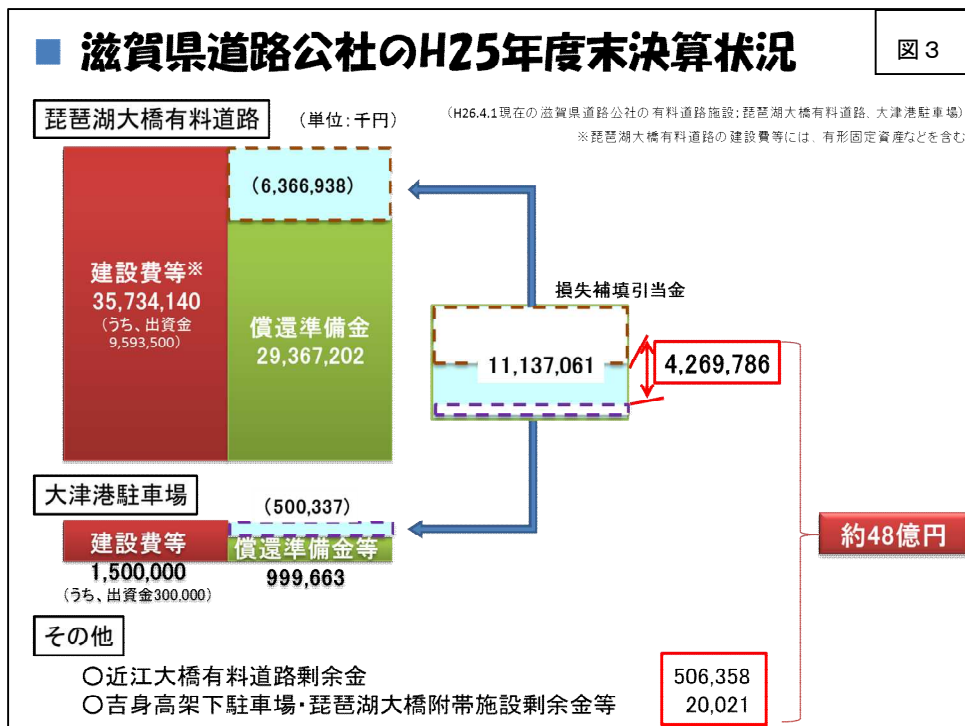 ■ 滋賀県道路公社のH25年度末決算状況
図3
琵琶湖大橋有料道路
(単位:千円)
(H26.4.1現在の滋賀県道路公社の有料道路施設:琵琶湖大橋有料道路、大津港駐車場)
※琵琶湖大橋有料道路の建設費等には、有形固定資産などを含む
(6,366,938)
建設費等※
35,734,140
(うち、出資金
9,593,500)
償還準備金
29,367,202
損失補填引当金
11,137,061
4,269,786
大津港駐車場
(500,337)
建設費等
1,500,000
(うち、出資金300,000)
償還準備金等
999,663
約48億円
その他
○近江大橋有料道路剰余金
506,358
○吉身高架下駐車場・琵琶湖大橋附帯施設剰余金等
20,021